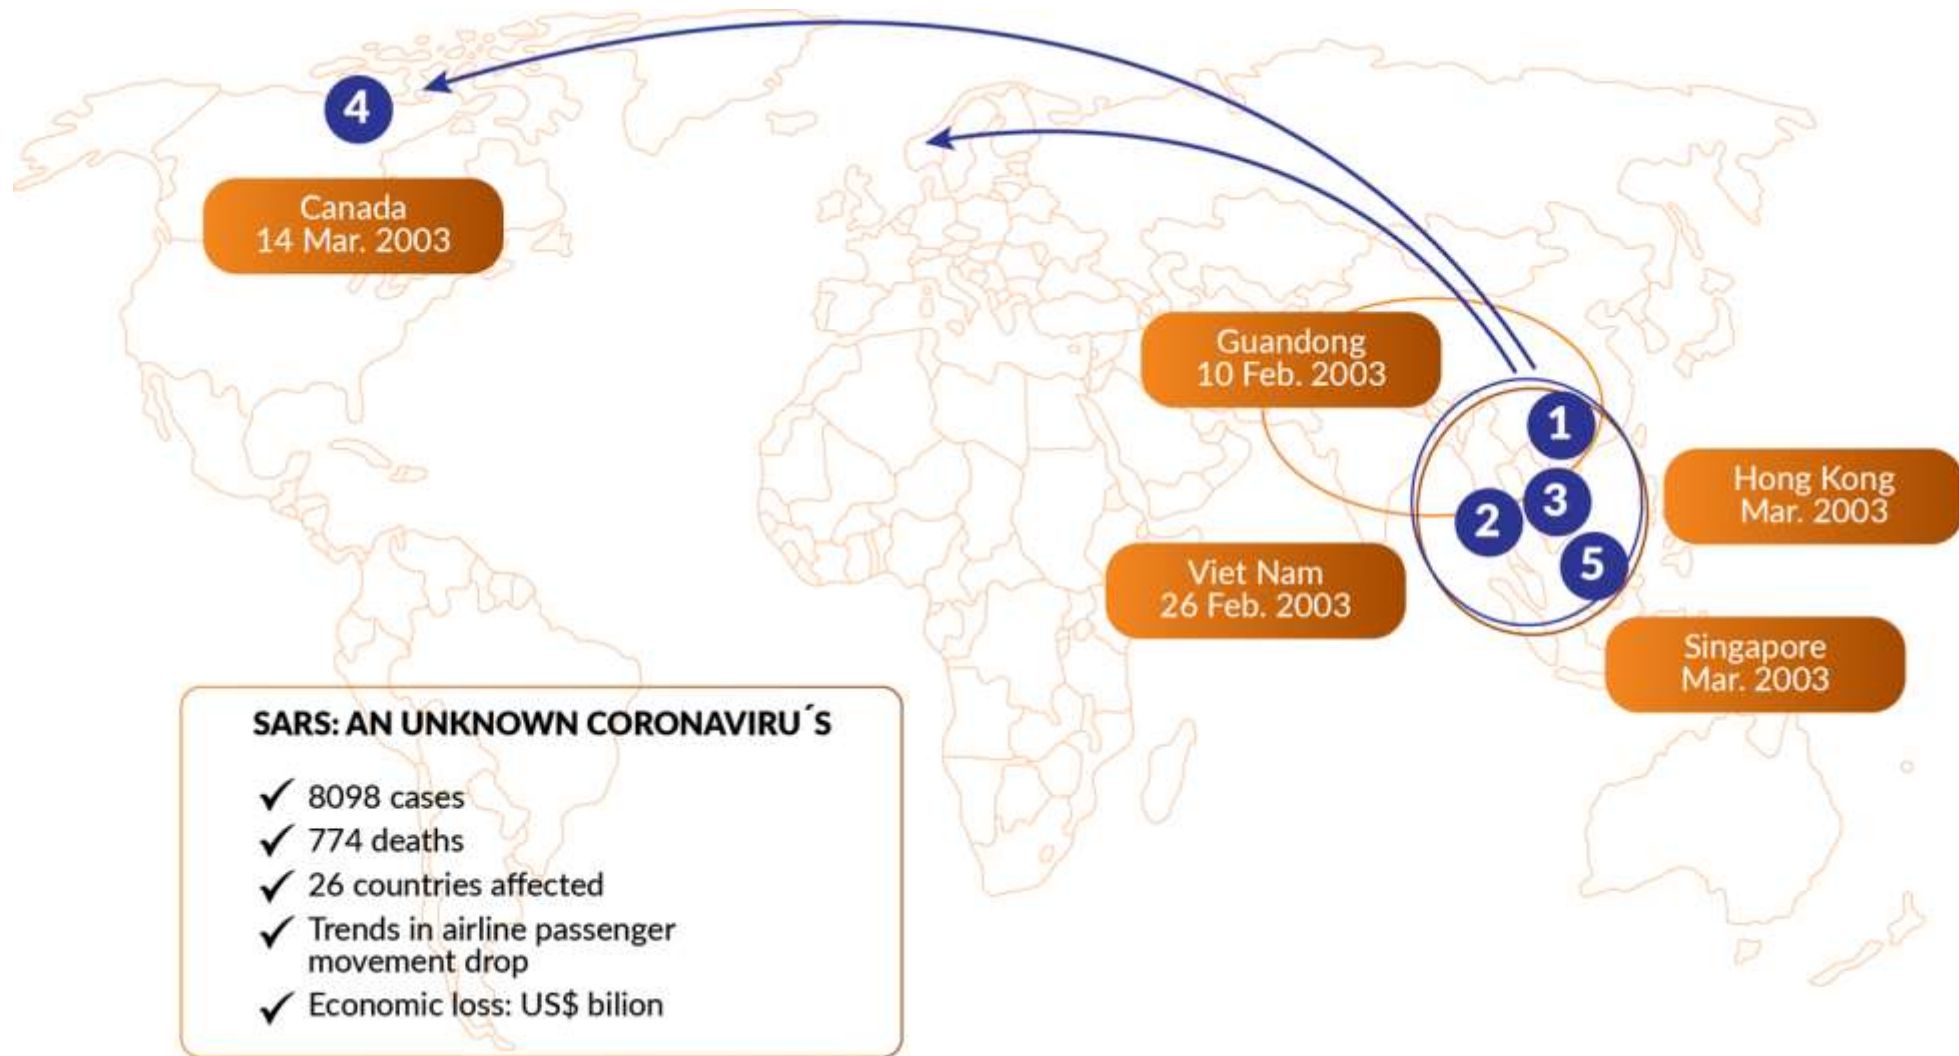 4
Canada
14 Mar. 2003
Guandong
10 Feb. 2003
1
Hong Kong
Mar. 2003
3
2
5
Viet Nam
26 Feb. 2003
Singapore
Mar. 2003
SARS: AN UNKNOWN CORONAVIRU´S
✓ 8098 cases
✓ 774 deaths
✓ 26 countries affected
✓ Trends in airline passenger
movement drop
✓ Economic loss: US$ bilion